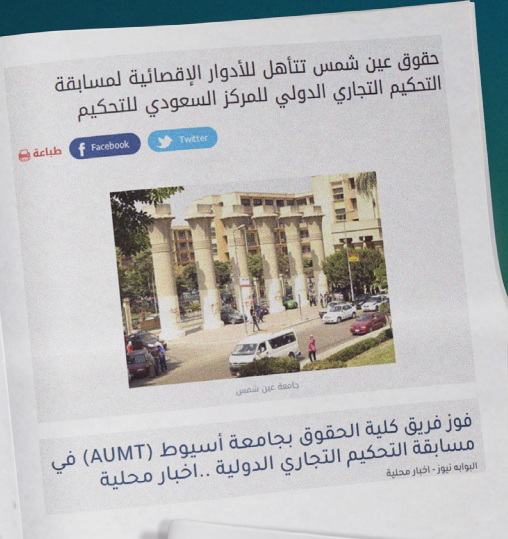 حقوق عين شمس تتأهل للأدوار الإقصائية لمسابقة
التحكيم التجاري الدولي للمركز السعودي للتحكيم
طباعة Facebook Twitter
جامعة عين شمس
فوز فريق كلية الحقوق بجامعة أسيوط (AUMT) في
مسابقة التحكيم التجاري الدولية ..اخبار محلية
البوابه نيوز - اخبار محلية